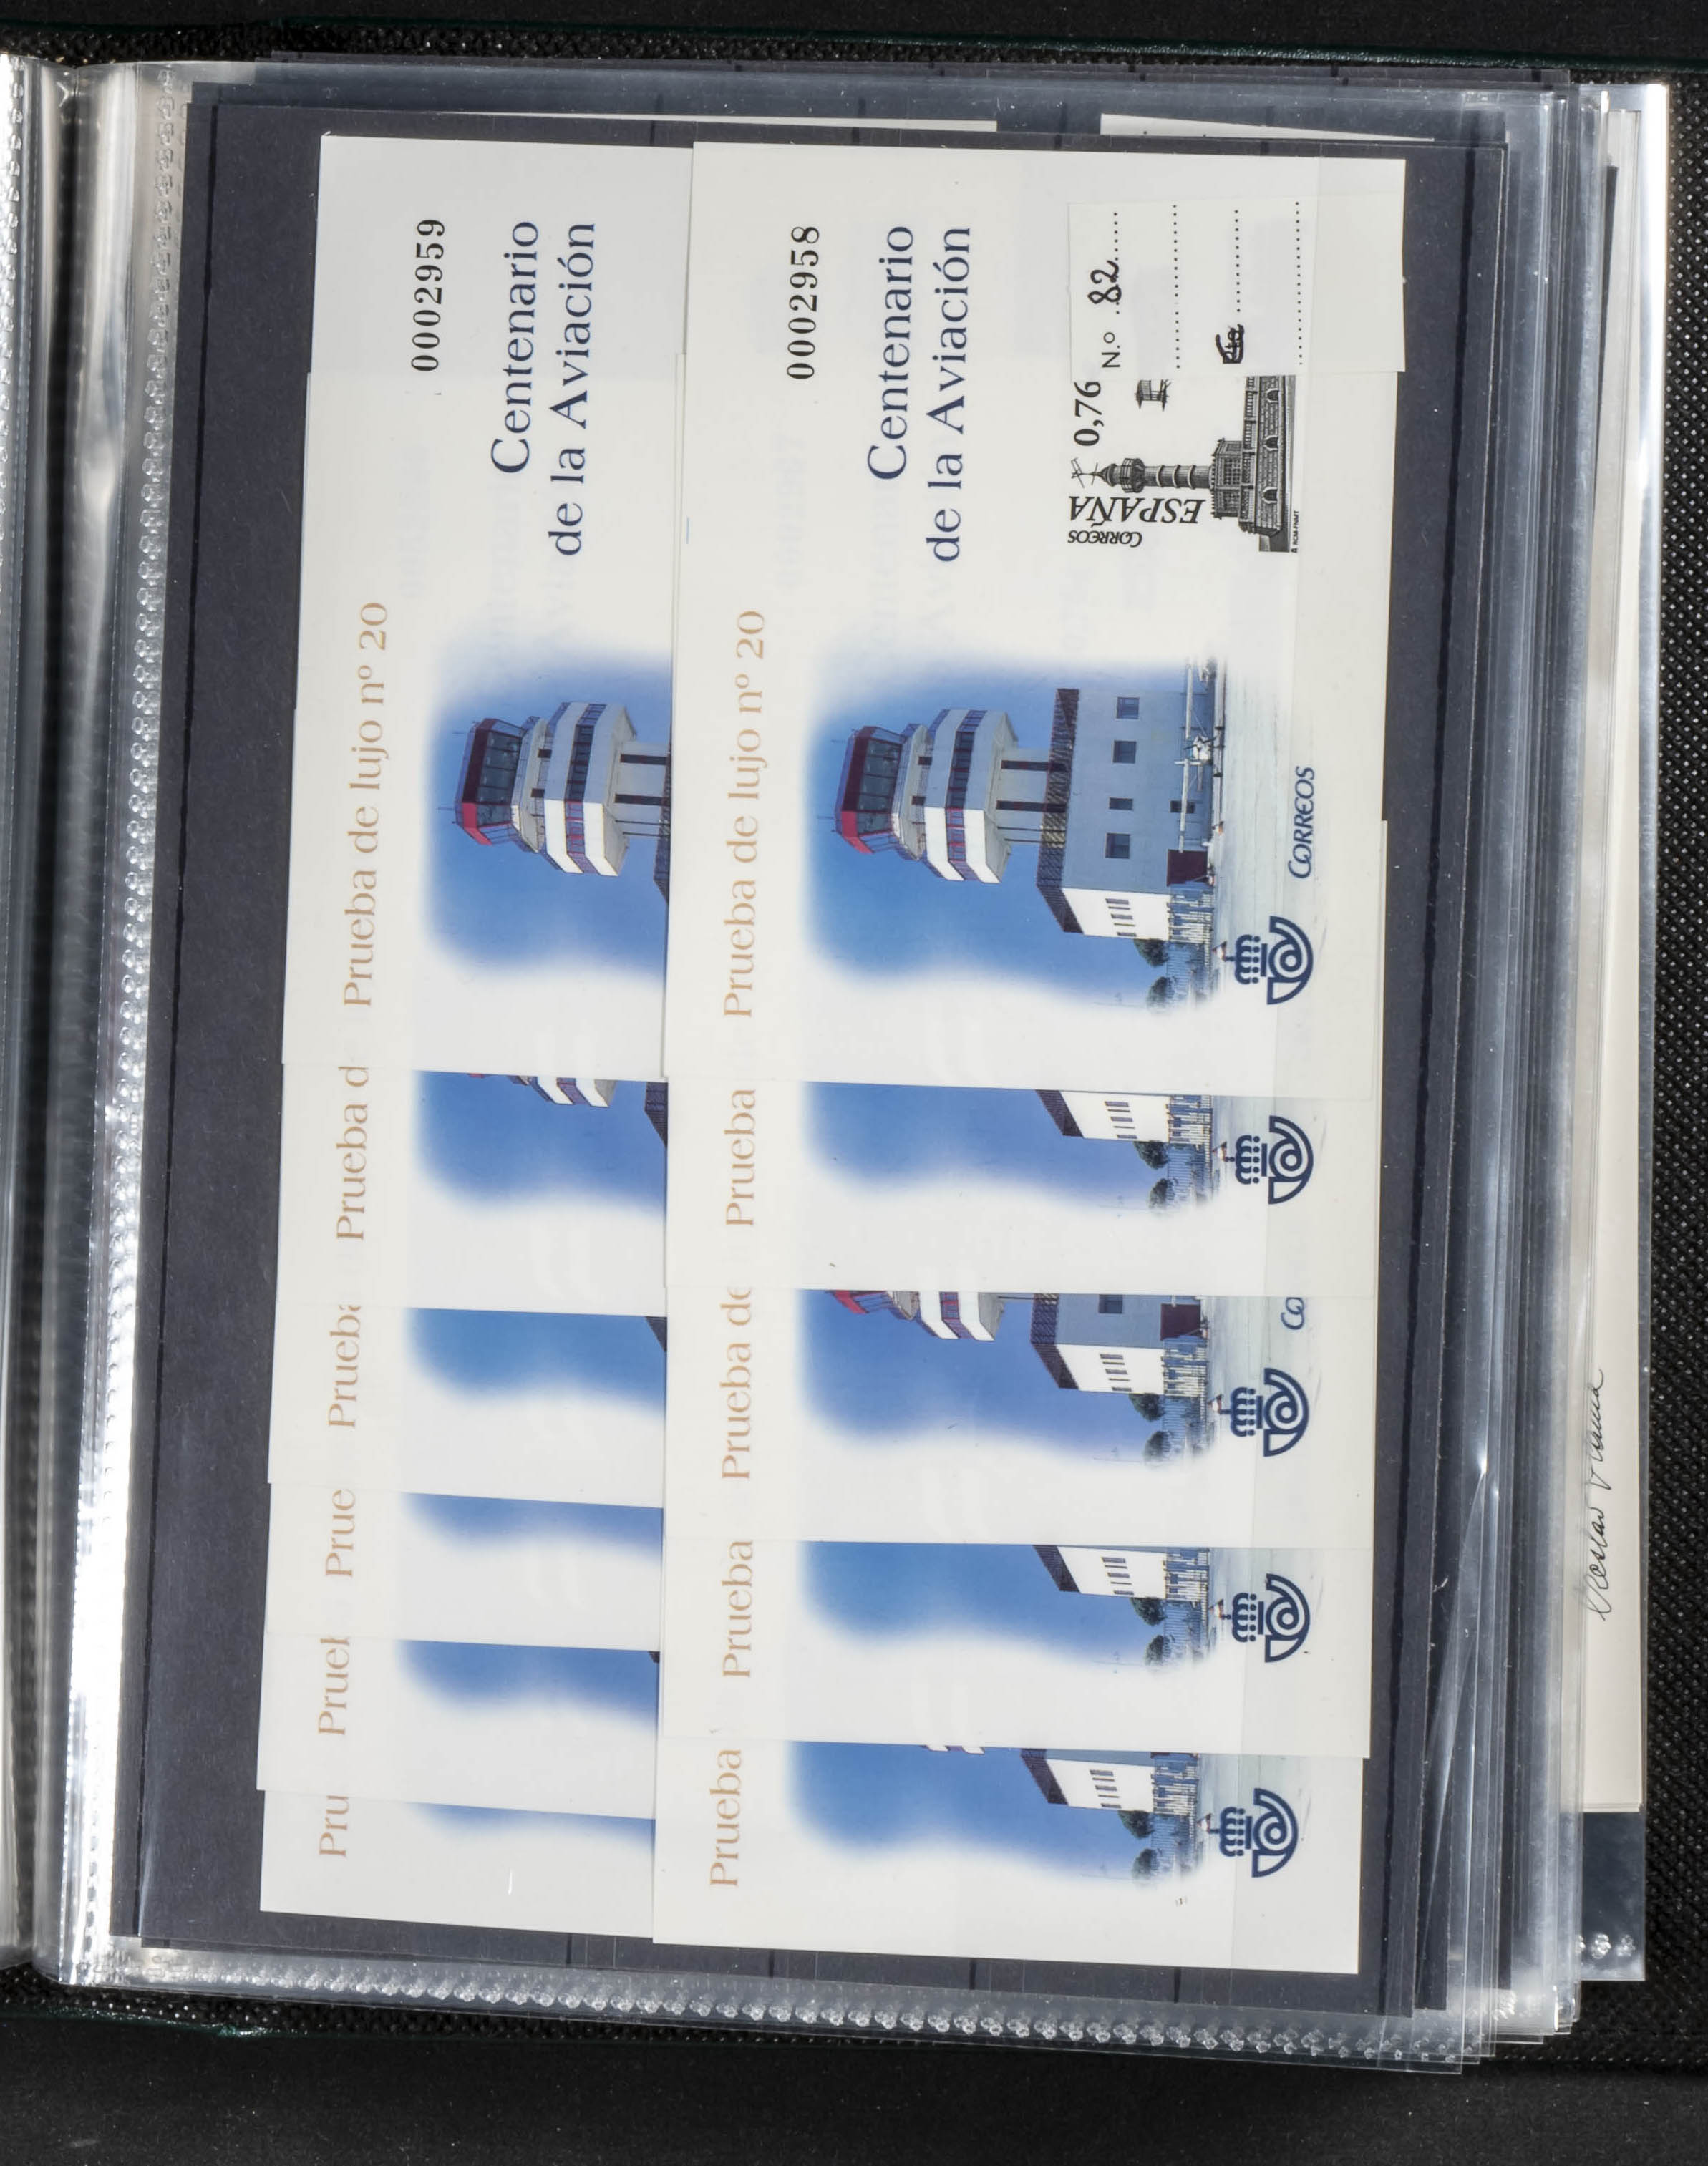 0002959
Centenario
de la Aviación
Prueba de lujo nº 20
Prueba d
Prueba
Prue
Prue
Pru
0002958
Centenario
de la Aviación
Prueba de lujo nº 20
N.º 82
0,76
ESPAÑA
CORREOS
CORREOS
Prueba
Prueba de
Co
Prueba
Prueba